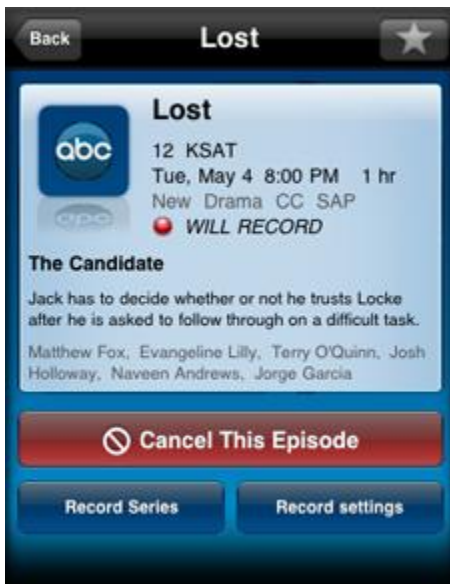 Back
Lost
Lost
abc
12 KSAT
Tue, May 4 8:00 PM 1 hr
New Drama CC SAP
WILL RECORD
The Candidate
Jack has to decide whether or not he trusts Locke
after he is asked to follow through on a difficult task.
Matthew Fox, Evangeline Lilly, Terry O'Quinn, Josh
Holloway, Naveen Andrews, Jorge Garcia
Cancel This Episode
Record Series
Record settings